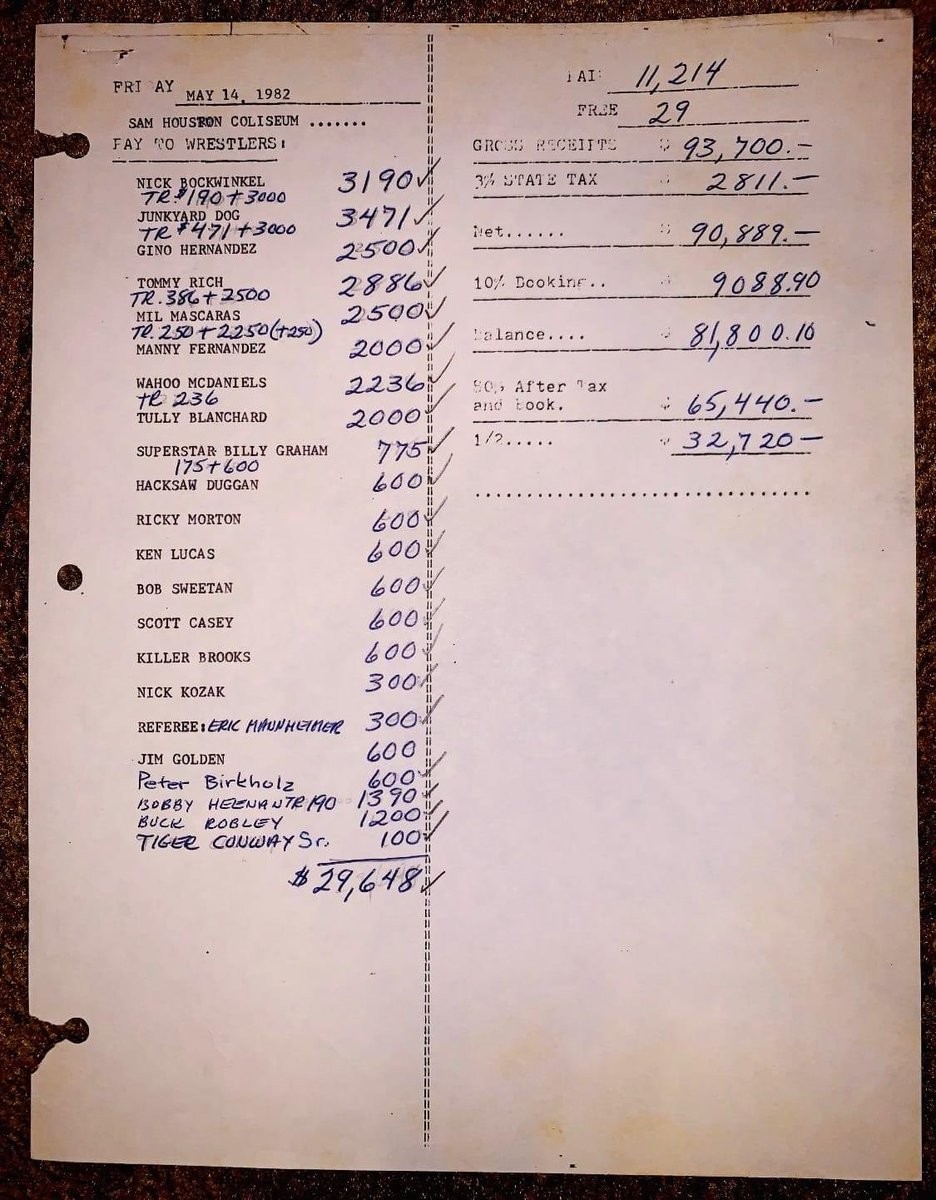 FRI AY MAY 14, 1982
SAM HOUSTON COLISEUM .......
PAY TO WRESTLERS:
NICK BOCKWINKEL 3190✓
TR.$190+3000
JUNKYARD DOG 3471✓
TR $471+3000
GINO HERNANDEZ 2500✓
TOMMY RICH 2886✓
TR.386+2500
MIL MASCARAS 2500✓
TR.250+2250(+250)
MANNY FERNANDEZ 2000✓
WAHOO MCDANIELS 2236✓
TR 236
TULLY BLANCHARD 2000✓
SUPERSTAR BILLY GRAHAM 775✓
175+600
HACKSAW DUGGAN 600✓
RICKY MORTON 600✓
KEN LUCAS 600✓
BOB SWEETAN 600✓
SCOTT CASEY 600✓
KILLER BROOKS 600✓
NICK KOZAK 300✓
REFEREE: ERIC MAUNHEIMER 300✓
JIM GOLDEN 600
Peter Birkholz 600✓
BOBBY HEENAN TR 190 1390✓
BUCK ROBLEY 1200✓
TIGER CONWAY Sr. 100✓
$29,648✓
PAID 11,214
FREE 29
GROSS RECEIPTS $ 93,700.—
3% STATE TAX $ 2811.—
Net...... $ 90,889.—
10% Booking.. $ 9088.90
Balance.... $ 81,800.10
80% After Tax
and Book. $ 65,440.—
1/2..... $ 32,720—